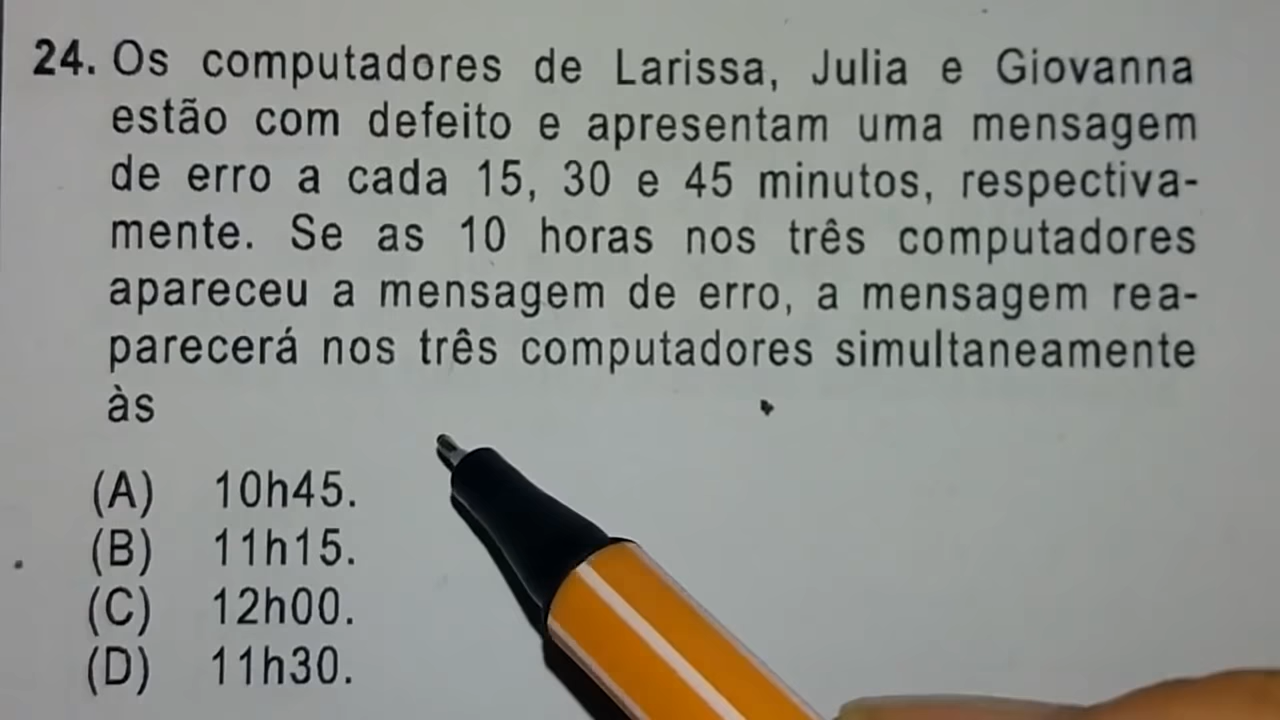 24. Os computadores de Larissa, Julia e Giovanna
estão com defeito e apresentam uma mensagem
de erro a cada 15, 30 e 45 minutos, respectiva-
mente. Se as 10 horas nos três computadores
apareceu a mensagem de erro, a mensagem rea-
parecerá nos três computadores simultaneamente
às
(A) 10h45.
(B) 11h15.
(C) 12h00.
(D) 11h30.